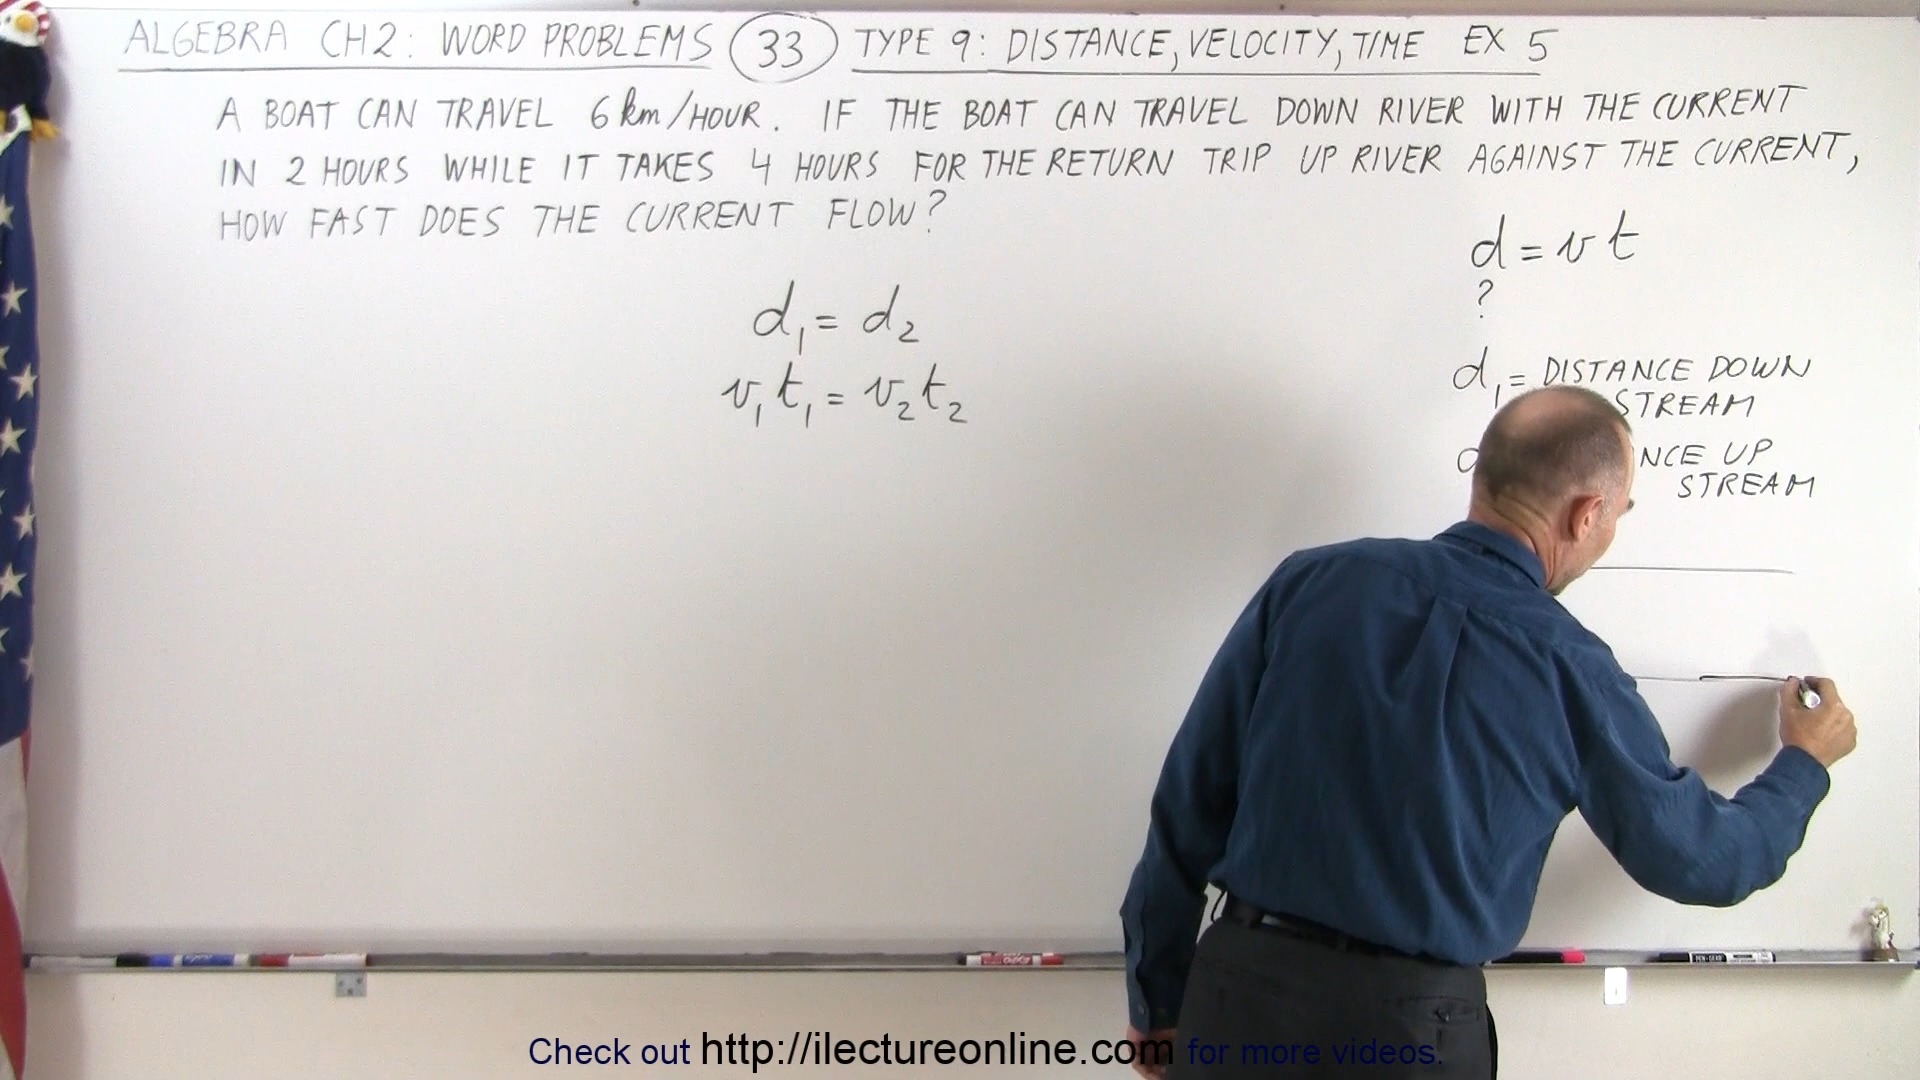 ALGEBRA CH2: WORD PROBLEMS 33 TYPE 9: DISTANCE, VELOCITY, TIME EX 5
A BOAT CAN TRAVEL 6 km/HOUR. IF THE BOAT CAN TRAVEL DOWN RIVER WITH THE CURRENT
IN 2 HOURS WHILE IT TAKES 4 HOURS FOR THE RETURN TRIP UP RIVER AGAINST THE CURRENT,
HOW FAST DOES THE CURRENT FLOW?
d = v t
?
d₁ = d₂
v₁t₁ = v₂t₂
d₁ = DISTANCE DOWN
STREAM
UP
STREAM
Check out http://ilectureonline.com for more videos.